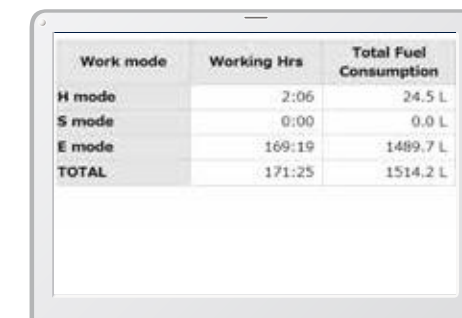 Work mode Working Hrs Total Fuel Consumption
H mode 2:06 24.5 L
S mode 0:00 0.0 L
E mode 169:19 1489.7 L
TOTAL 171:25 1514.2 L